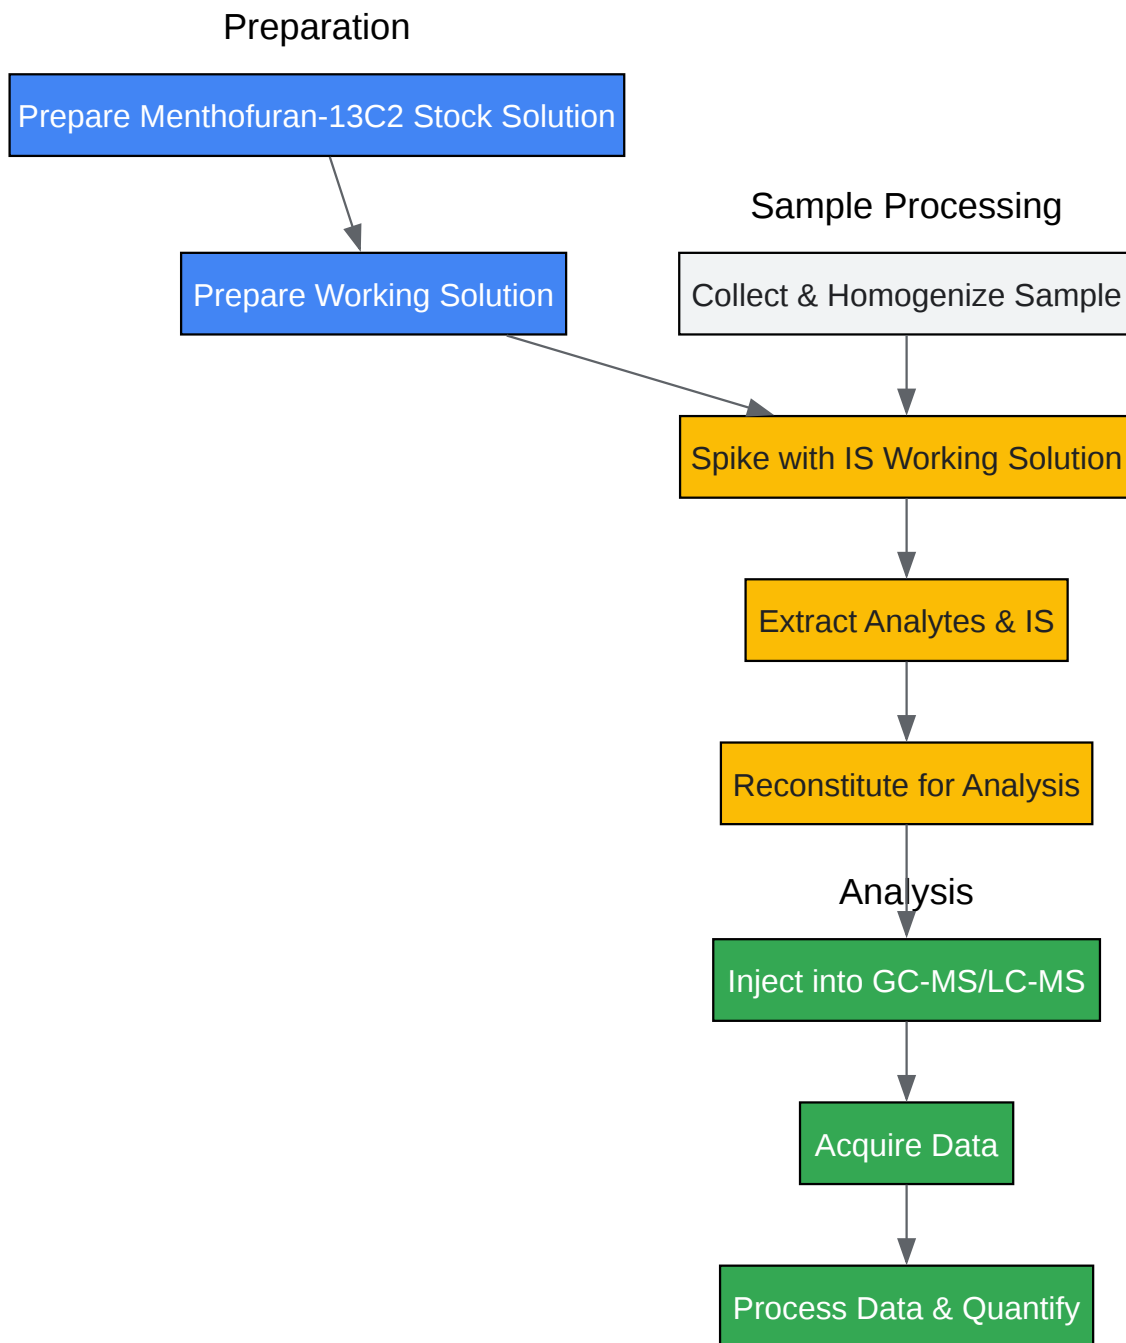 Preparation
Prepare Menthofuran-13C2 Stock Solution
Sample Processing
Prepare Working Solution
Collect & Homogenize Sample
Spike with IS Working Solution
Extract Analytes & IS
Reconstitute for Analysis
Analysis
Inject into GC-MS/LC-MS
Acquire Data
Process Data & Quantify